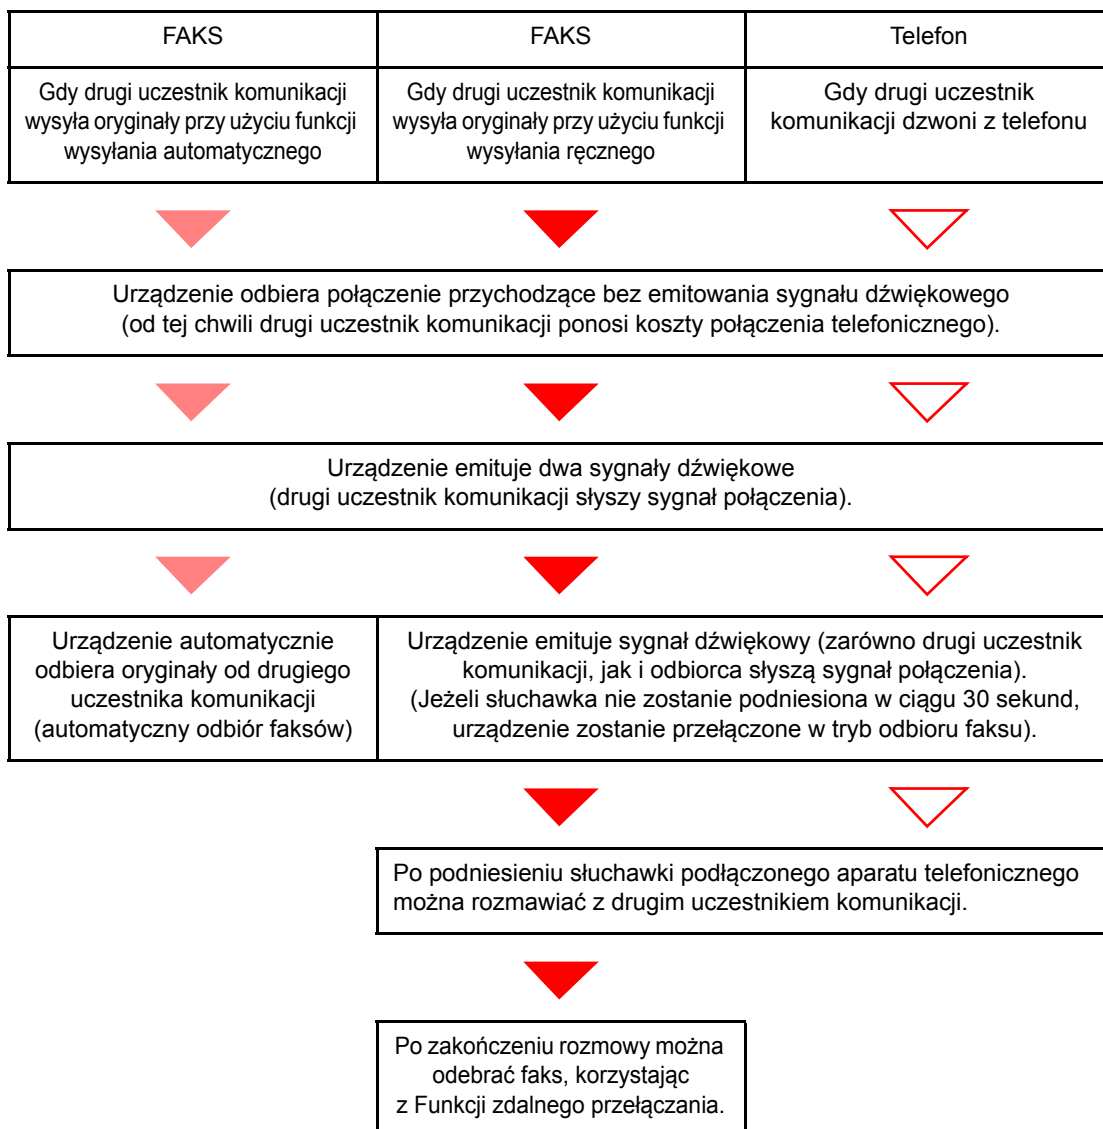 FAKS
FAKS
Telefon
Gdy drugi uczestnik komunikacji
wysyła oryginały przy użyciu funkcji
wysyłania automatycznego
Gdy drugi uczestnik komunikacji
wysyła oryginały przy użyciu funkcji
wysyłania ręcznego
Gdy drugi uczestnik
komunikacji dzwoni z telefonu
Urządzenie odbiera połączenie przychodzące bez emitowania sygnału dźwiękowego
(od tej chwili drugi uczestnik komunikacji ponosi koszty połączenia telefonicznego).
Urządzenie emituje dwa sygnały dźwiękowe
(drugi uczestnik komunikacji słyszy sygnał połączenia).
Urządzenie automatycznie
odbiera oryginały od drugiego
uczestnika komunikacji
(automatyczny odbiór faksów)
Urządzenie emituje sygnał dźwiękowy (zarówno drugi uczestnik
komunikacji, jak i odbiorca słyszą sygnał połączenia).
(Jeżeli słuchawka nie zostanie podniesiona w ciągu 30 sekund,
urządzenie zostanie przełączone w tryb odbioru faksu).
Po podniesieniu słuchawki podłączonego aparatu telefonicznego
można rozmawiać z drugim uczestnikiem komunikacji.
Po zakończeniu rozmowy można
odebrać faks, korzystając
z Funkcji zdalnego przełączania.